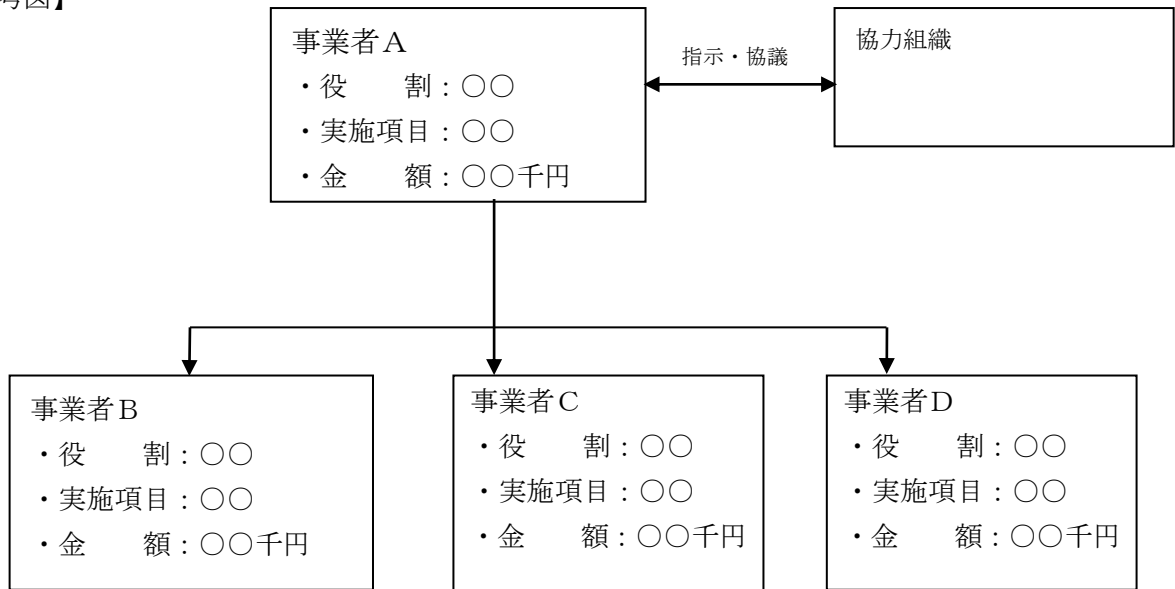 考図】
事業者A
・役　　割：○○
・実施項目：○○
・金　　額：○○千円
指示・協議
協力組織
事業者B
・役　　割：○○
・実施項目：○○
・金　　額：○○千円
事業者C
・役　　割：○○
・実施項目：○○
・金　　額：○○千円
事業者D
・役　　割：○○
・実施項目：○○
・金　　額：○○千円